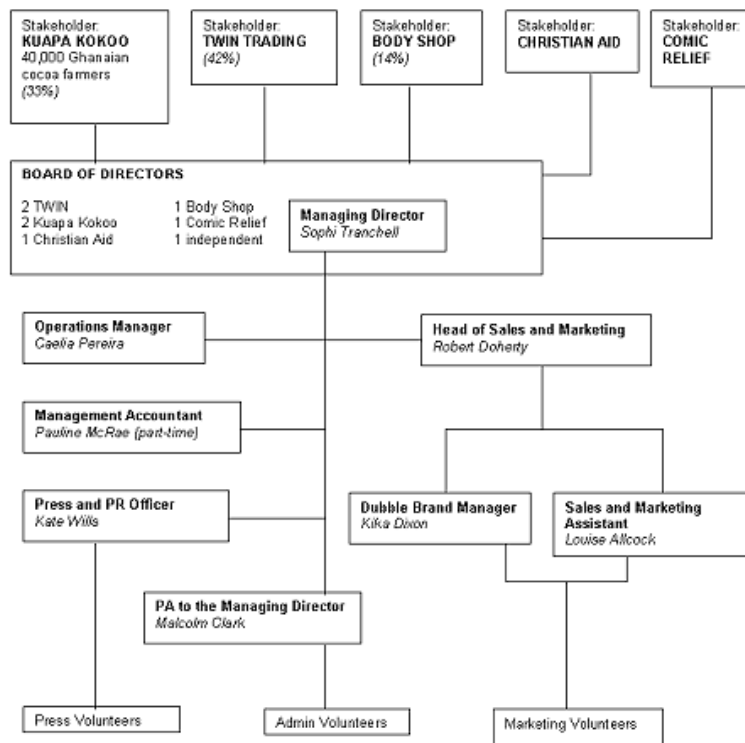 Stakeholder:
KUAPA KOKOO
40,000 Ghanaian
cocoa farmers
(33%)
Stakeholder:
TWIN TRADING
(42%)
Stakeholder:
BODY SHOP
(14%)
Stakeholder:
CHRISTIAN AID
Stakeholder:
COMIC
RELIEF
BOARD OF DIRECTORS
2 TWIN
2 Kuapa Kokoo
1 Christian Aid
1 Body Shop
1 Comic Relief
1 independent
Managing Director
Sophi Tranchell
Operations Manager
Caelia Pereira
Head of Sales and Marketing
Robert Doherty
Management Accountant
Pauline McRae (part-time)
Press and PR Officer
Kate Wills
Dubble Brand Manager
Kika Dixon
Sales and Marketing
Assistant
Louise Allcock
PA to the Managing Director
Malcolm Clark
Press Volunteers
Admin Volunteers
Marketing Volunteers